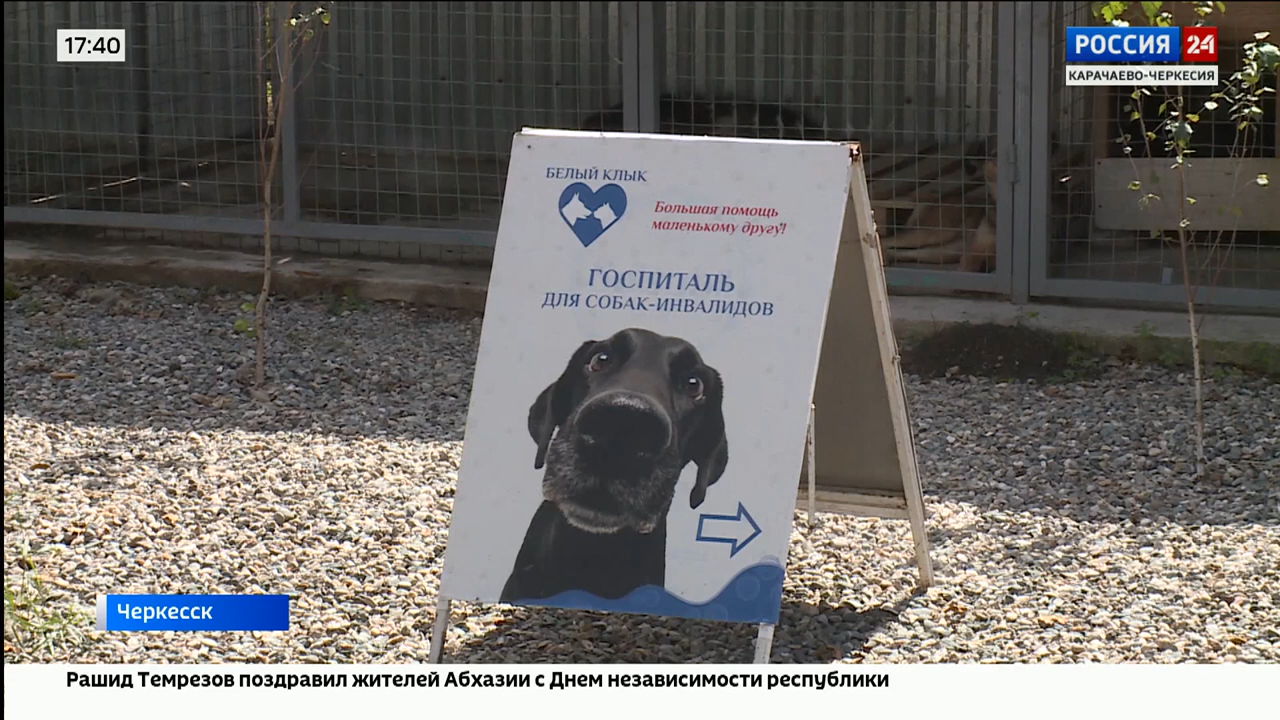 17:40
РОССИЯ 24
КАРАЧАЕВО-ЧЕРКЕСИЯ
БЕЛЫЙ КЛЫК
Большая помощь
маленькому другу!
ГОСПИТАЛЬ
ДЛЯ СОБАК-ИНВАЛИДОВ
Черкесск
Рашид Темрезов поздравил жителей Абхазии с Днем независимости республики